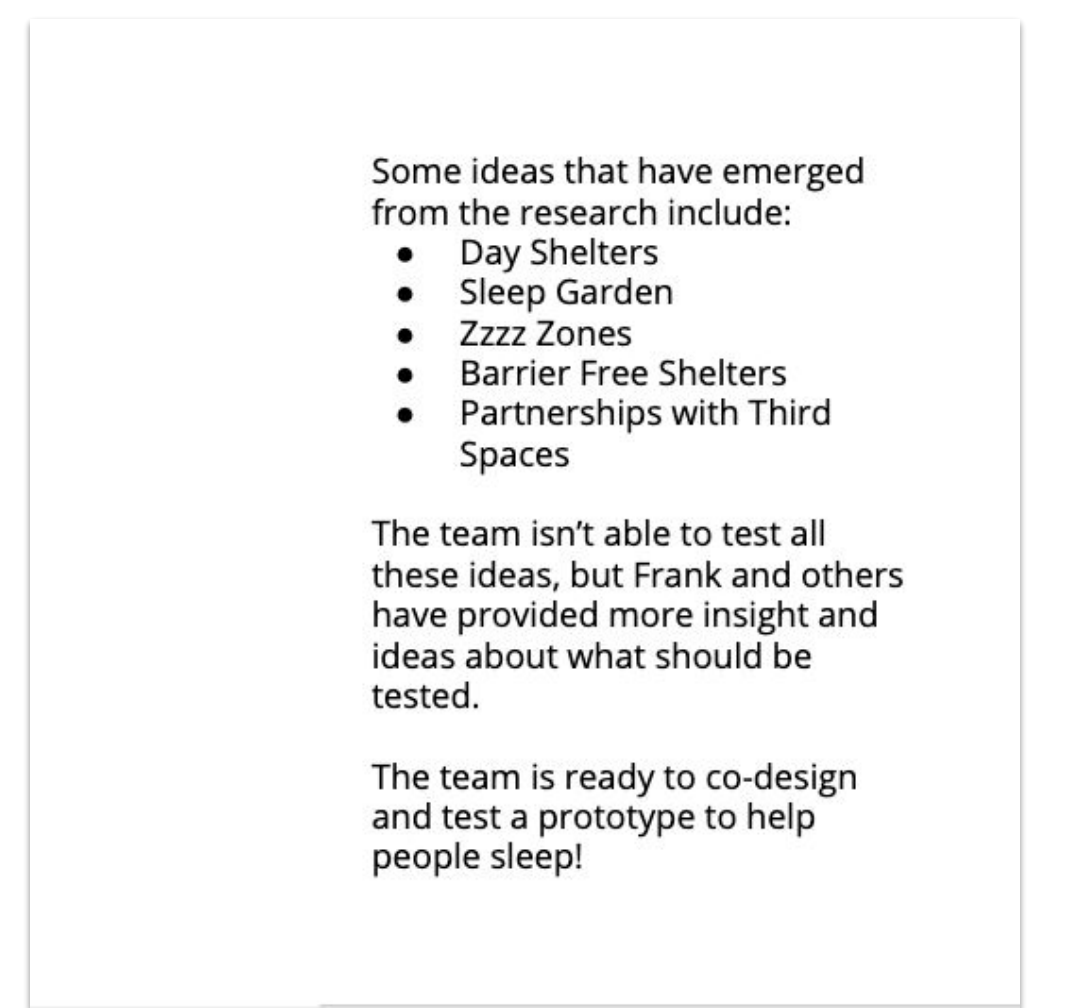 Some ideas that have emerged
from the research include:
● Day Shelters
● Sleep Garden
● Zzzz Zones
● Barrier Free Shelters
● Partnerships with Third
Spaces
The team isn’t able to test all
these ideas, but Frank and others
have provided more insight and
ideas about what should be
tested.
The team is ready to co-design
and test a prototype to help
people sleep!